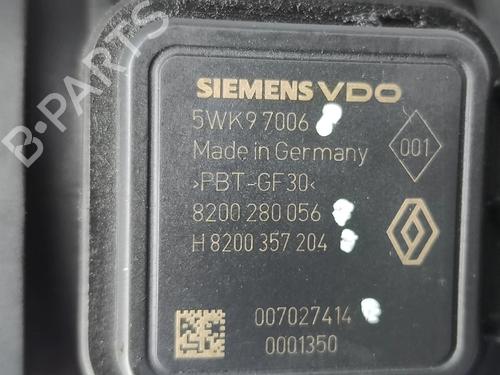 B-PARTS
SIEMENS VDO
5WK9 7006
Made in Germany
001
>PBT-GF30<
8200 280 056
H 8200 357 204
007027414
0001350